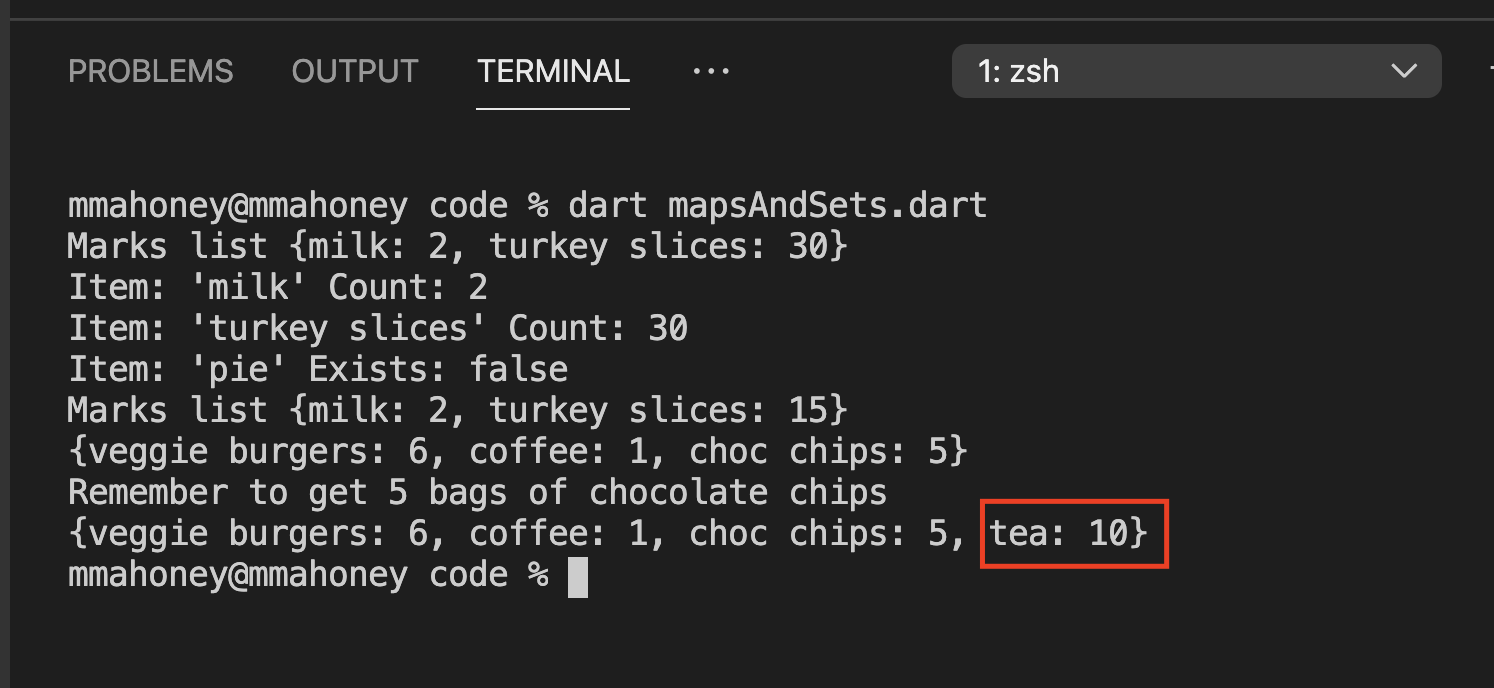 PROBLEMS OUTPUT TERMINAL ··· 1: zsh
mmahoney@mmahoney code % dart mapsAndSets.dart
Marks list {milk: 2, turkey slices: 30}
Item: 'milk' Count: 2
Item: 'turkey slices' Count: 30
Item: 'pie' Exists: false
Marks list {milk: 2, turkey slices: 15}
{veggie burgers: 6, coffee: 1, choc chips: 5}
Remember to get 5 bags of chocolate chips
{veggie burgers: 6, coffee: 1, choc chips: 5, tea: 10}
mmahoney@mmahoney code %